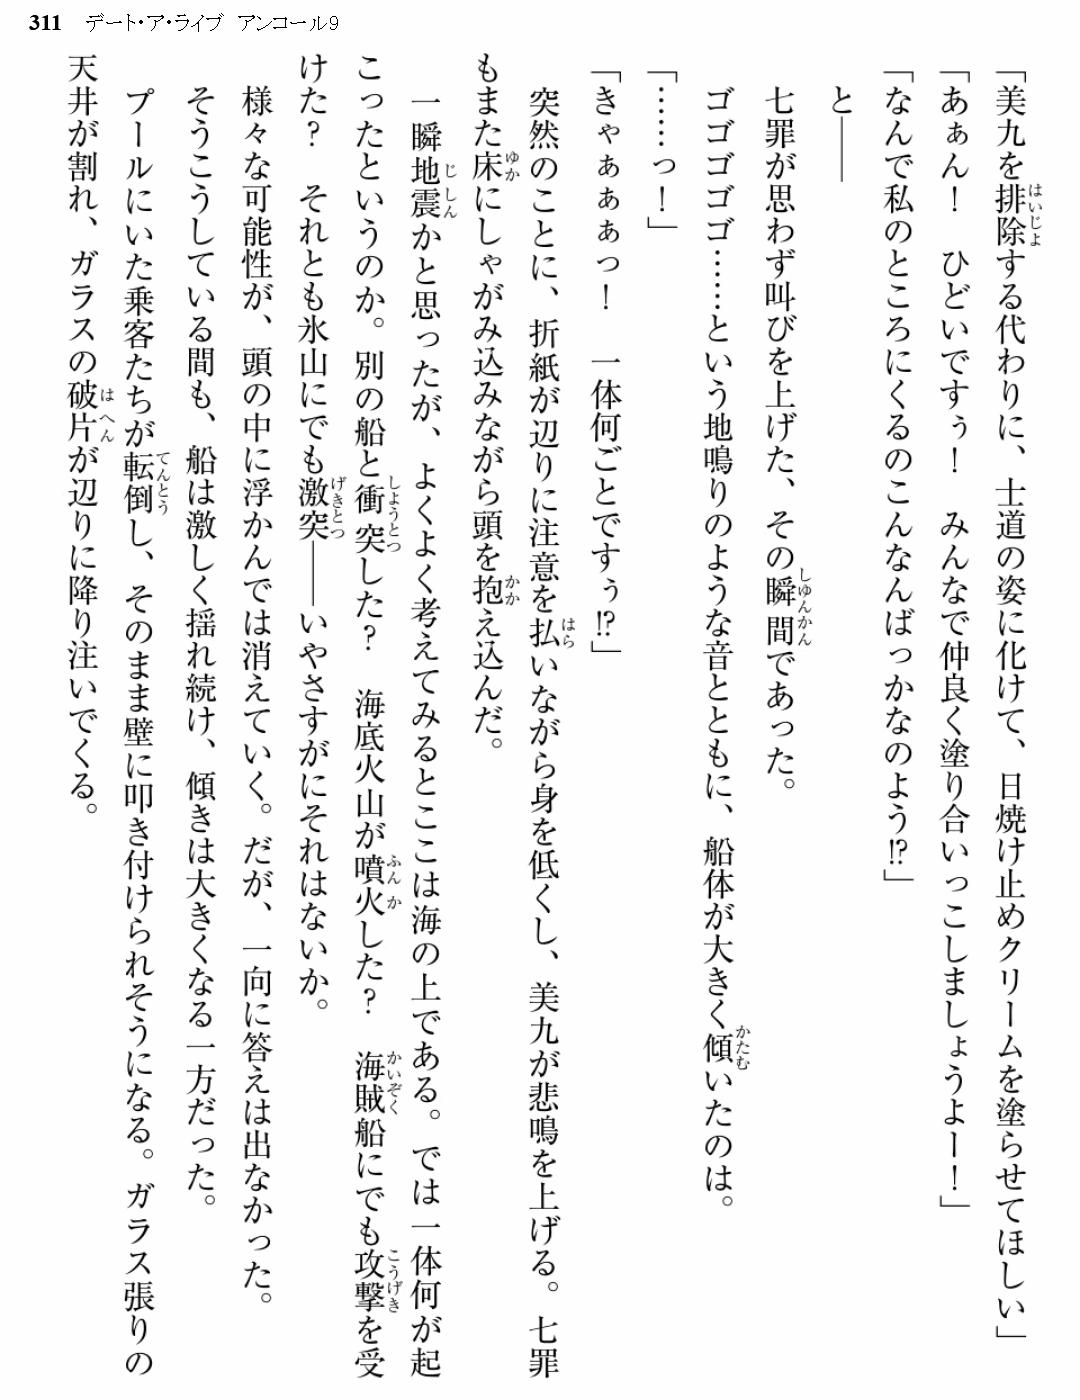 311 デート・ア・ライブ アンコール9
「美九を排除する代わりに、士道の姿に化けて、日焼け止めクリームを塗らせてほしい」
「あぁん！　ひどいですぅ！　みんなで仲良く塗り合いっこしましょうよー！」
「なんで私のところにくるのこんなんばっかなのよう!?」
と――
七罪が思わず叫びを上げた、その瞬間であった。
ゴゴゴゴゴ……という地鳴りのような音とともに、船体が大きく傾いたのは。
「……っ！」
「きゃぁぁぁっ！　一体何ごとですぅ!?」
突然のことに、折紙が辺りに注意を払いながら身を低くし、美九が悲鳴を上げる。七罪
もまた床にしゃがみ込みながら頭を抱え込んだ。
一瞬地震かと思ったが、よくよく考えてみるとここは海の上である。では一体何が起
こったというのか。別の船と衝突した？　海底火山が噴火した？　海賊船にでも攻撃を受
けた？　それとも氷山にでも激突――いやさすがにそれはないか。
様々な可能性が、頭の中に浮かんでは消えていく。だが、一向に答えは出なかった。
そうこうしている間も、船は激しく揺れ続け、傾きは大きくなる一方だった。
プールにいた乗客たちが転倒し、そのまま壁に叩き付けられそうになる。ガラス張りの
天井が割れ、ガラスの破片が辺りに降り注いでくる。